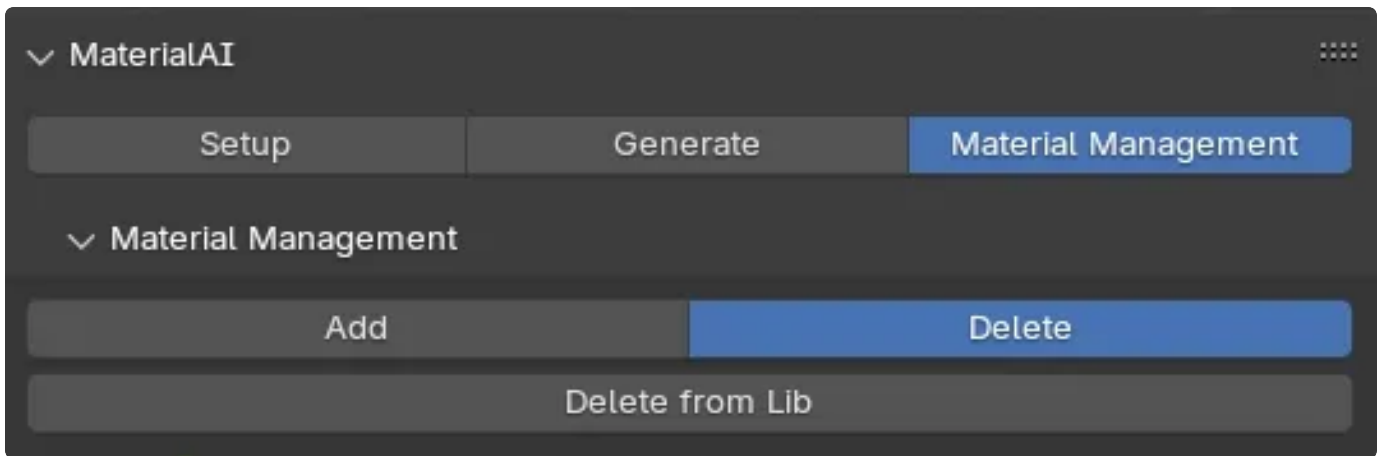 MaterialAI
Setup Generate Material Management
Material Management
Add Delete
Delete from Lib